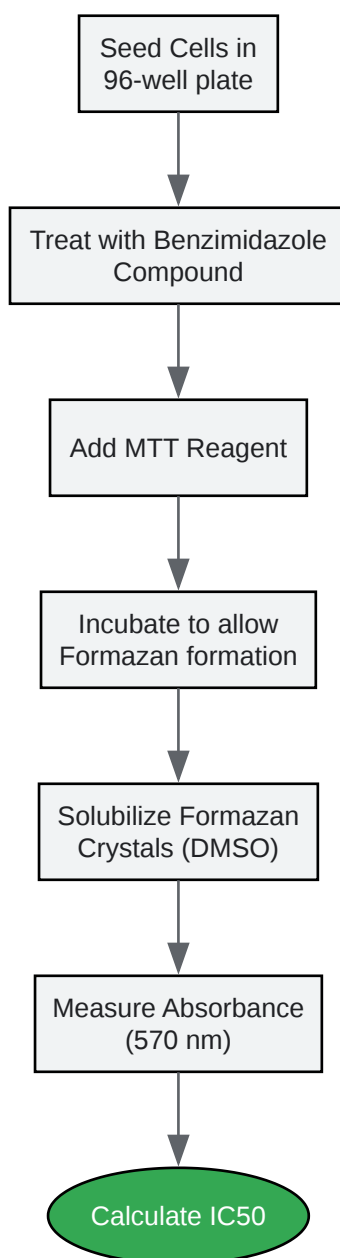 Seed Cells in
96-well plate
Treat with Benzimidazole
Compound
Add MTT Reagent
Incubate to allow
Formazan formation
Solubilize Formazan
Crystals (DMSO)
Measure Absorbance
(570 nm)
Calculate IC50